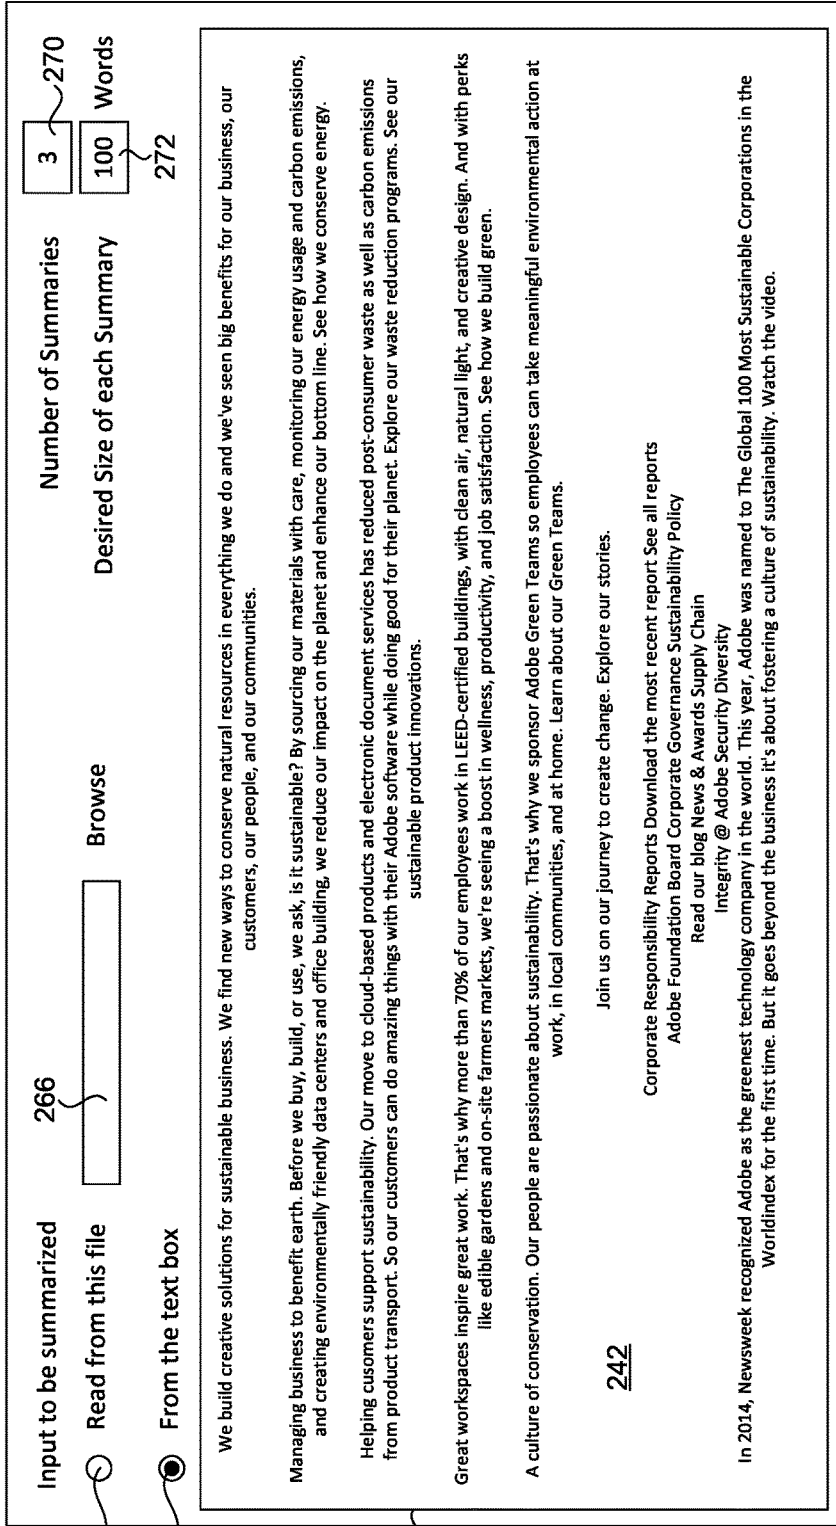 Input to be summarized
Number of Summaries 3 270
266
Read from this file Browse Desired Size of each Summary 100 Words
272
From the text box
We build creative solutions for sustainable business. We find new ways to conserve natural resources in everything we do and we've seen big benefits for our business, our
customers, our people, and our communities.
Managing business to benefit earth. Before we buy, build, or use, we ask, is it sustainable? By sourcing our materials with care, monitoring our energy usage and carbon emissions,
and creating environmentally friendly data centers and office building, we reduce our impact on the planet and enhance our bottom line. See how we conserve energy.
Helping cusomers support sustainability. Our move to cloud-based products and electronic document services has reduced post-consumer waste as well as carbon emissions
from product transport. So our customers can do amazing things with their Adobe software while doing good for their planet. Explore our waste reduction programs. See our
sustainable product innovations.
Great workspaces inspire great work. That's why more than 70% of our employees work in LEED-certified buildings, with clean air, natural light, and creative design. And with perks
like edible gardens and on-site farmers markets, we're seeing a boost in wellness, productivity, and job satisfaction. See how we build green.
A culture of conservation. Our people are passionate about sustainability. That's why we sponsor Adobe Green Teams so employees can take meaningful environmental action at
work, in local communities, and at home. Learn about our Green Teams.
242
Join us on our journey to create change. Explore our stories.
Corporate Responsibility Reports Download the most recent report See all reports
Adobe Foundation Board Corporate Governance Sustainability Policy
Read our blog News & Awards Supply Chain
Integrity @ Adobe Security Diversity
In 2014, Newsweek recognized Adobe as the greenest technology company in the world. This year, Adobe was named to The Global 100 Most Sustainable Corporations in the
Worldindex for the first time. But it goes beyond the business it's about fostering a culture of sustainability. Watch the video.